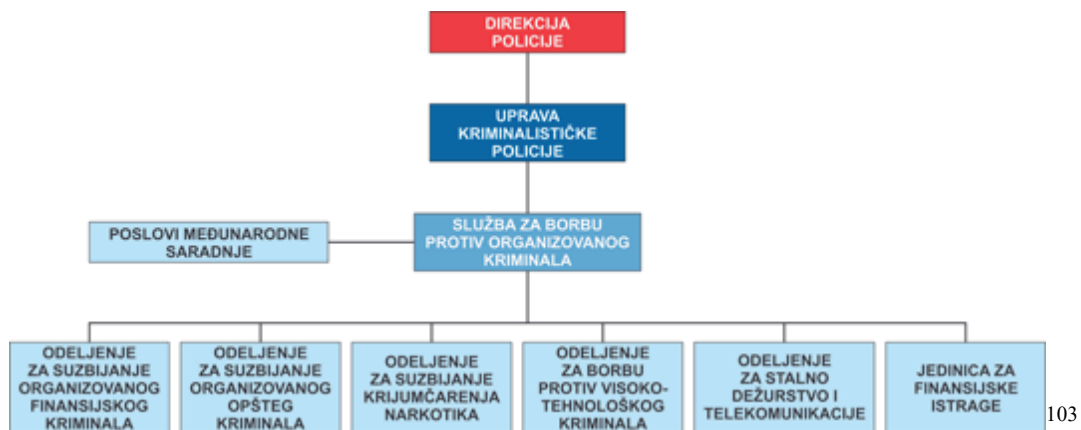 DIREKCIJA
POLICIJE
UPRAVA
KRIMINALISTIČKE
POLICIJE
POSLOVI MEĐUNARODNE
SARADNJE
SLUŽBA ZA BORBU
PROTIV ORGANIZOVANOG
KRIMINALA
ODELJENJE
ZA SUZBIJANJE
ORGANIZOVANOG
FINANSIJSKOG
KRIMINALA
ODELJENJE
ZA SUZBIJANJE
ORGANIZOVANOG
OPŠTEG
KRIMINALA
ODELJENJE
ZA SUZBIJANJE
KRIJUMČARENJA
NARKOTIKA
ODELJENJE
ZA BORBU
PROTIV VISOKO-
TEHNOLOŠKOG
KRIMINALA
ODELJENJE
ZA STALNO
DEŽURSTVO I
TELEKOMUNIKACIJE
JEDINICA ZA
FINANSIJSKE
ISTRAGE
103